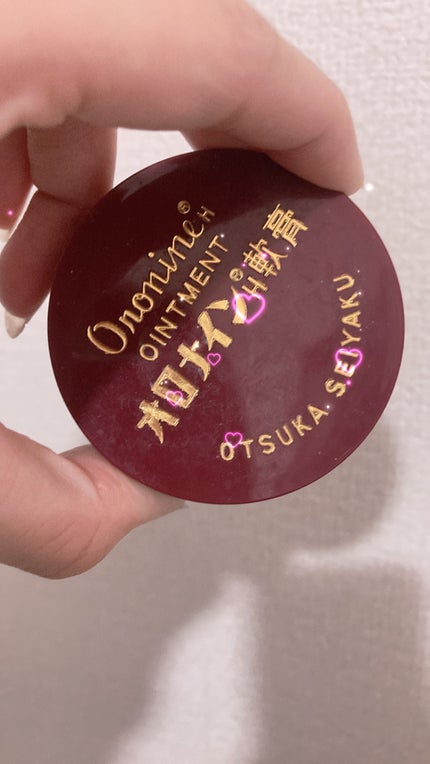 Oronine®H
OINTMENT
オロナイン®H軟膏
OTSUKA SEIYAKU